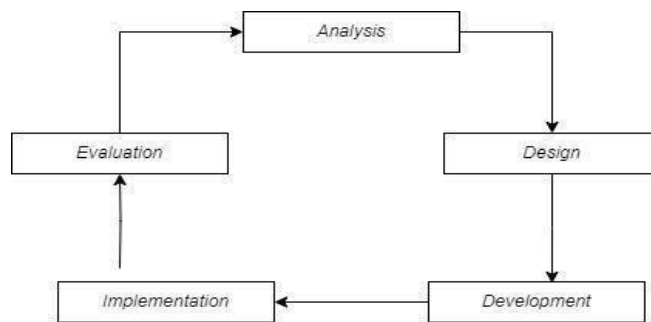 Analysis
Evaluation
Design
Implementation
Development